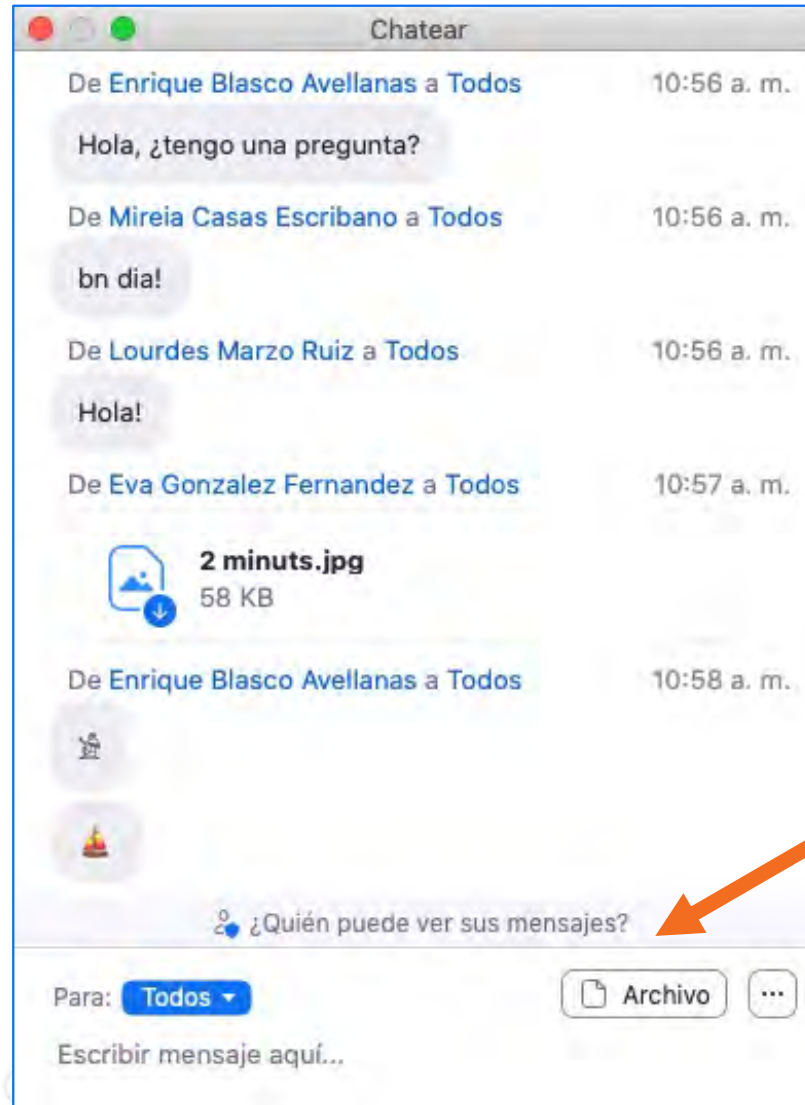 Chatear
De Enrique Blasco Avellanas a Todos 10:56 a. m.
Hola, ¿tengo una pregunta?
De Mireia Casas Escribano a Todos 10:56 a. m.
bn dia!
De Lourdes Marzo Ruiz a Todos 10:56 a. m.
Hola!
De Eva Gonzalez Fernandez a Todos 10:57 a. m.
2 minuts.jpg
58 KB
De Enrique Blasco Avellanas a Todos 10:58 a. m.
¿Quién puede ver sus mensajes?
Para: Todos Archivo ...
Escribir mensaje aquí...